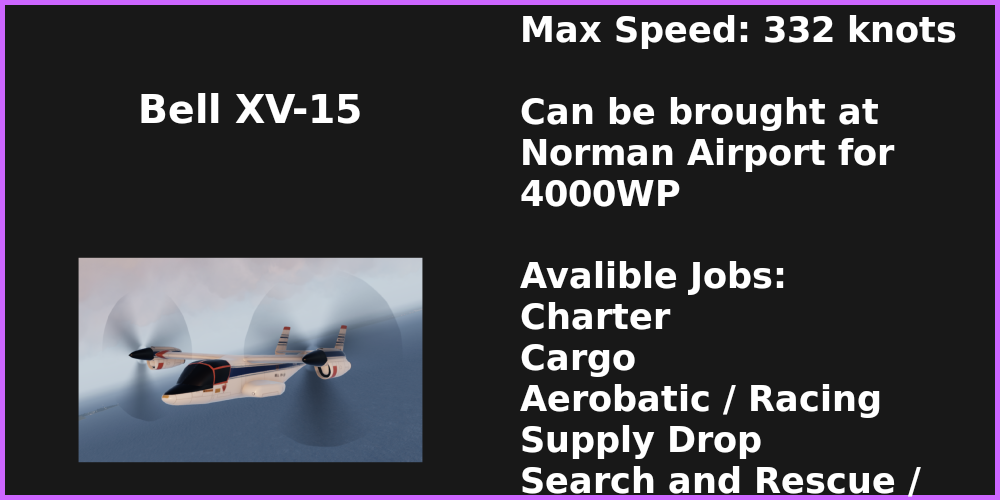 Bell XV-15
Max Speed: 332 knots
Can be brought at
Norman Airport for
4000WP
Avalible Jobs:
Charter
Cargo
Aerobatic / Racing
Supply Drop
Search and Rescue /